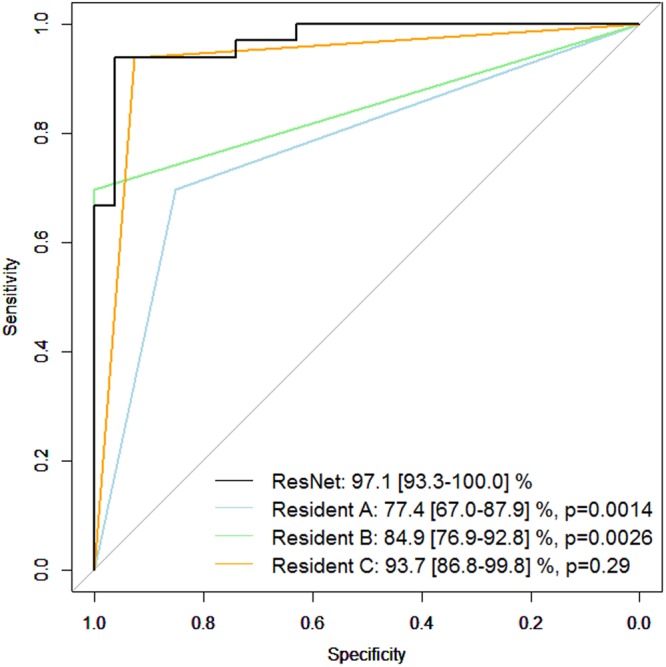 1.0
0.8
0.6
0.4
0.2
0.0
Sensitivity
ResNet: 97.1 [93.3-100.0] %
Resident A: 77.4 [67.0-87.9] %, p=0.0014
Resident B: 84.9 [76.9-92.8] %, p=0.0026
Resident C: 93.7 [86.8-99.8] %, p=0.29
1.0 0.8 0.6 0.4 0.2 0.0
Specificity